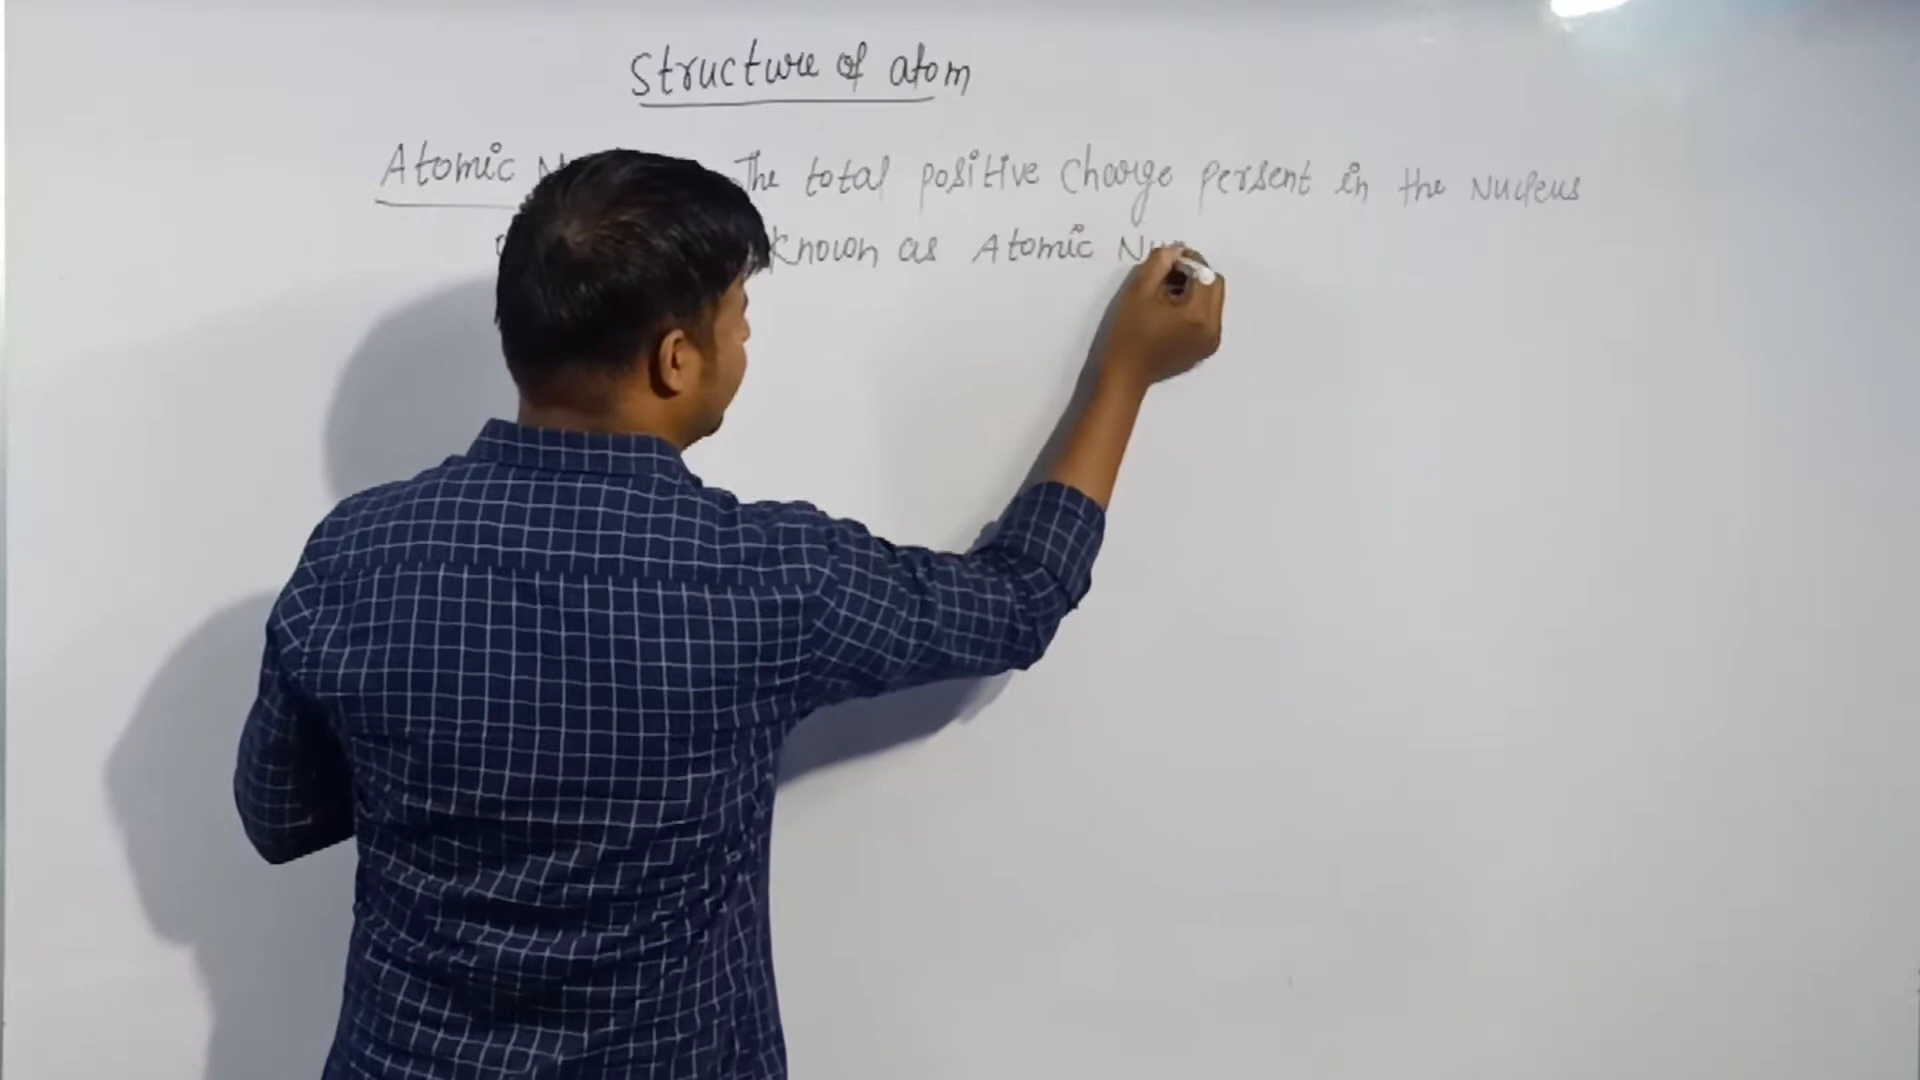 Structure of atom
Atomic The total positive Charge persent in the Nucleus
known as Atomic